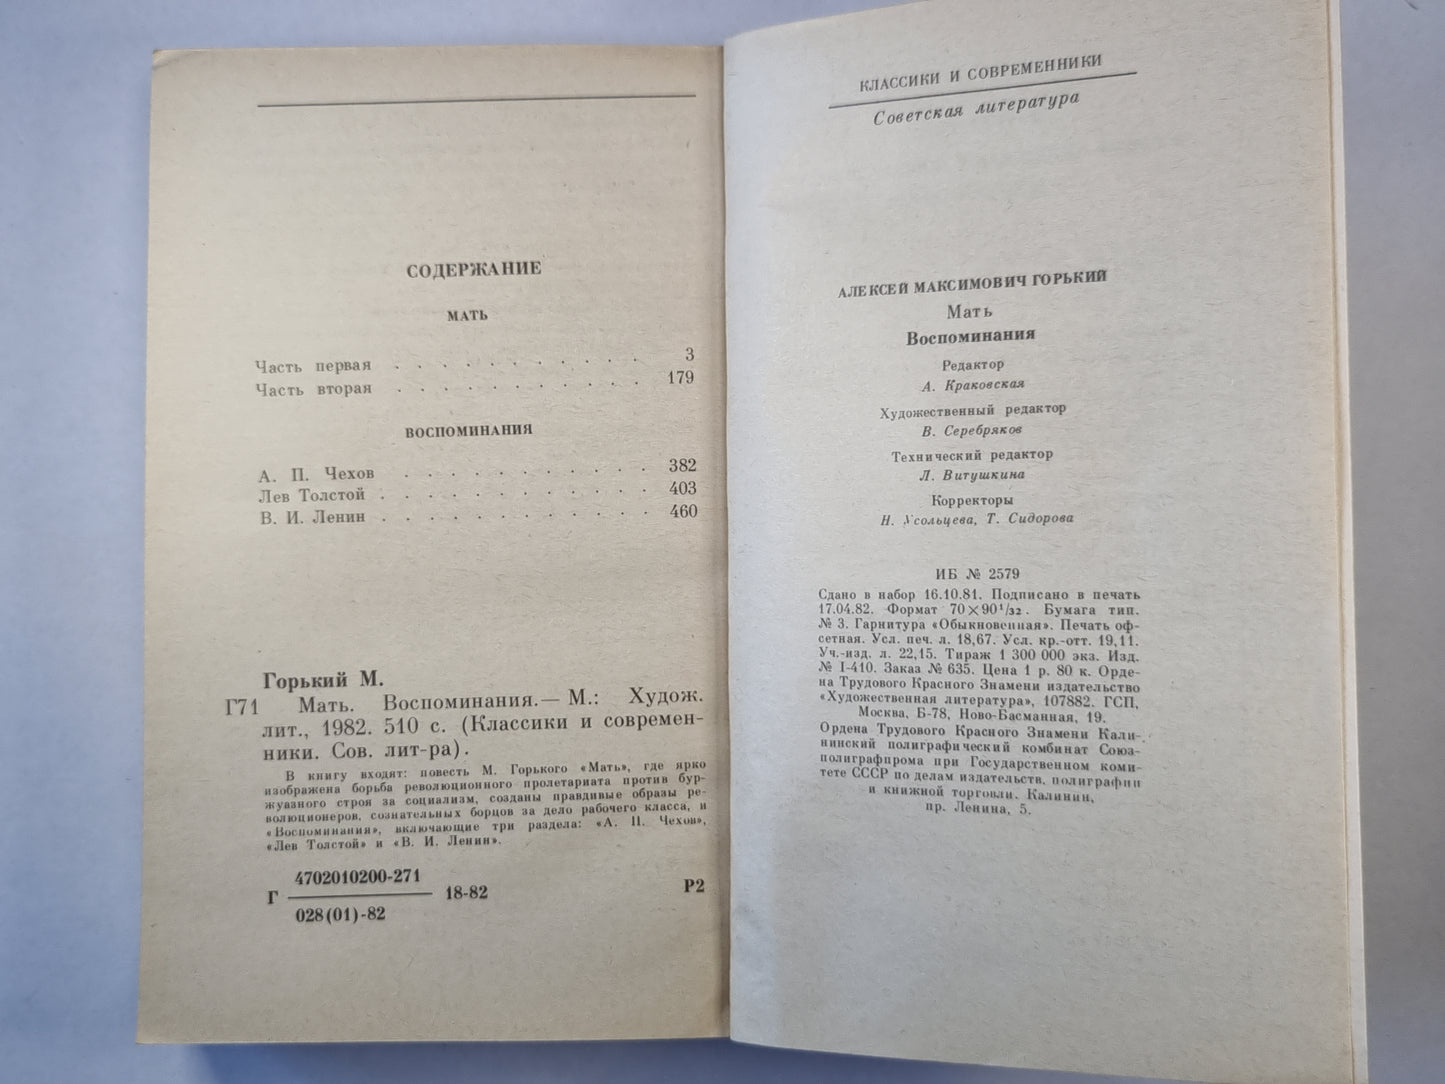 СОДЕРЖАНИЕ
МАТЬ
Часть первая . . . . . . . . . . . 3
Часть вторая . . . . . . . . . . . 179
ВОСПОМИНАНИЯ
А. П. Чехов . . . . . . . . . . . 382
Лев Толстой . . . . . . . . . . . . 403
В. И. Ленин . . . . . . . . . . . . 460
Горький М.
Г71 Мать. Воспоминания.— М.: Худож.
лит., 1982. 510 с. (Классики и современ-
ники. Сов. лит-ра).
В книгу входят: повесть М. Горького «Мать», где ярко
изображена борьба революционного пролетариата против бур-
жуазного строя за социализм, созданы правдивые образы ре-
волюционеров, сознательных борцов за дело рабочего класса, и
«Воспоминания», включающие три раздела: «А. П. Чехов»,
«Лев Толстой» и «В. И. Ленин».
Г 4702010200-271
028(01)-82
18-82
Р2
КЛАССИКИ И СОВРЕМЕННИКИ
Советская литература
АЛЕКСЕЙ МАКСИМОВИЧ ГОРЬКИЙ
Мать
Воспоминания
Редактор
А. Краковская
Художественный редактор
В. Серебряков
Технический редактор
Л. Витушкина
Корректоры
Н. Усольцева, Т. Сидорова
ИБ № 2579
Сдано в набор 16.10.81. Подписано в печать
17.04.82. Формат 70×90¹/₃₂. Бумага тип.
№ 3. Гарнитура «Обыкновенная». Печать оф-
сетная. Усл. печ. л. 18,67. Усл. кр.-отт. 19,11.
Уч.-изд. л. 22,15. Тираж 1 300 000 экз. Изд.
№ I-410. Заказ № 635. Цена 1 р. 80 к. Орде-
на Трудового Красного Знамени издательство
«Художественная литература», 107882. ГСП,
Москва, Б-78, Ново-Басманная, 19.
Ордена Трудового Красного Знамени Кали-
нинский полиграфический комбинат Союз-
полиграфпрома при Государственном коми-
тете СССР по делам издательств, полиграфии
и книжной торговли. Калинин,
пр. Ленина, 5.